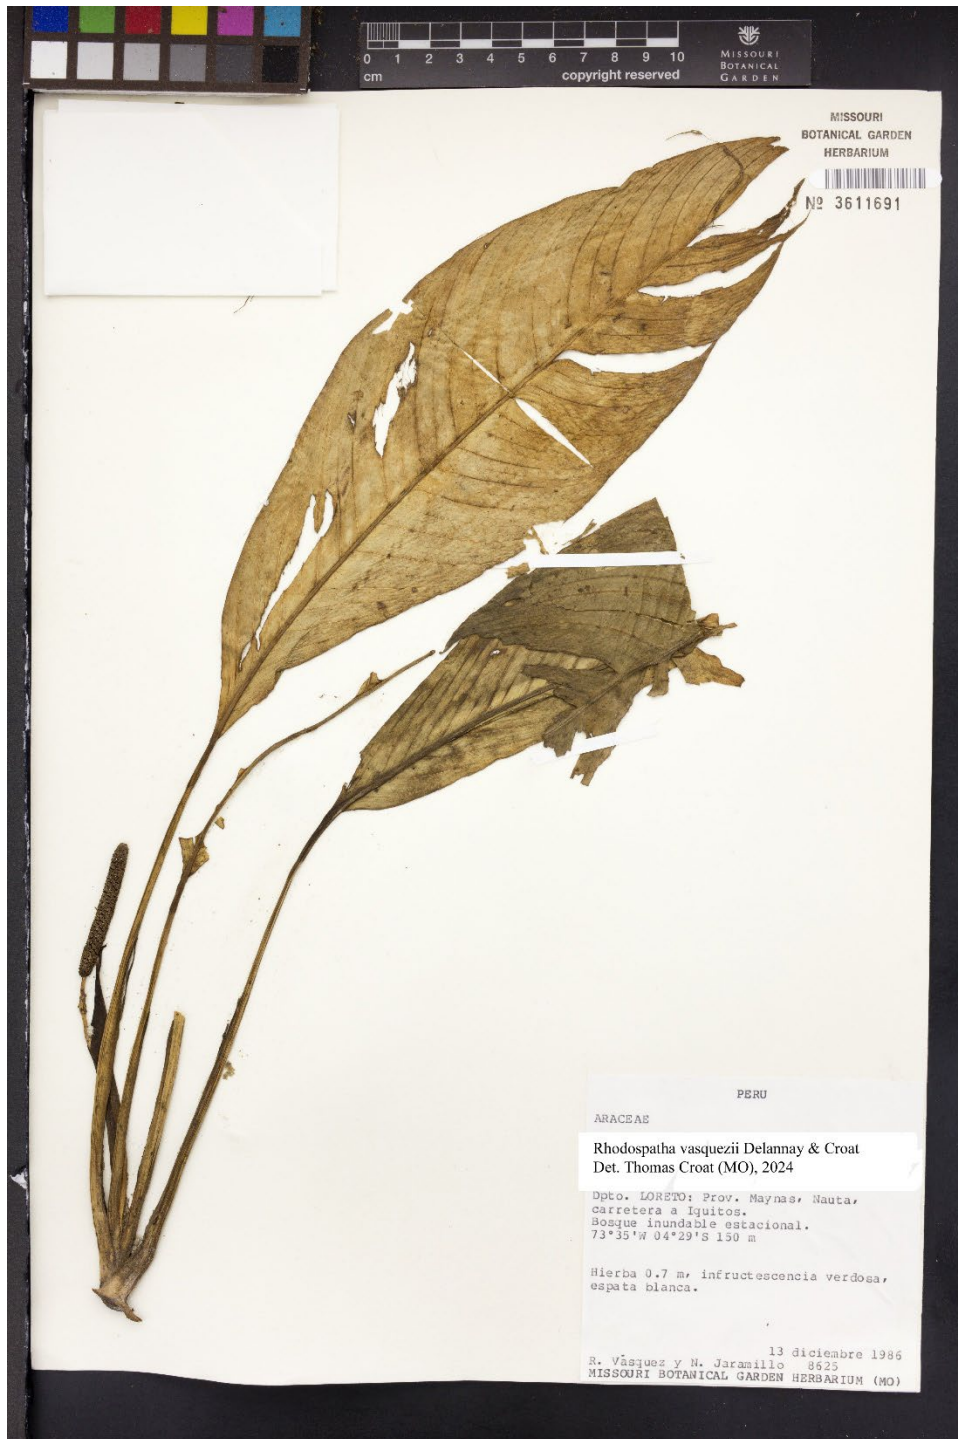 0 1 2 3 4 5 6 7 8 9 10
cm
copyright reserved
MISSOURI
BOTANICAL
GARDEN
MISSOURI
BOTANICAL GARDEN
HERBARIUM
№ 3611691
PERU
ARACEAE
Rhodospatha vasquezii Delannay & Croat
Det. Thomas Croat (MO), 2024
Dpto. LORETO: Prov. Maynas, Nauta,
carretera a Iquitos.
Bosque inundable estacional.
73°35'W 04°29'S 150 m
Hierba 0.7 m, infructescencia verdosa,
espata blanca.
13 diciembre 1986
R. Vásquez y N. Jaramillo 8625
MISSOURI BOTANICAL GARDEN HERBARIUM (MO)